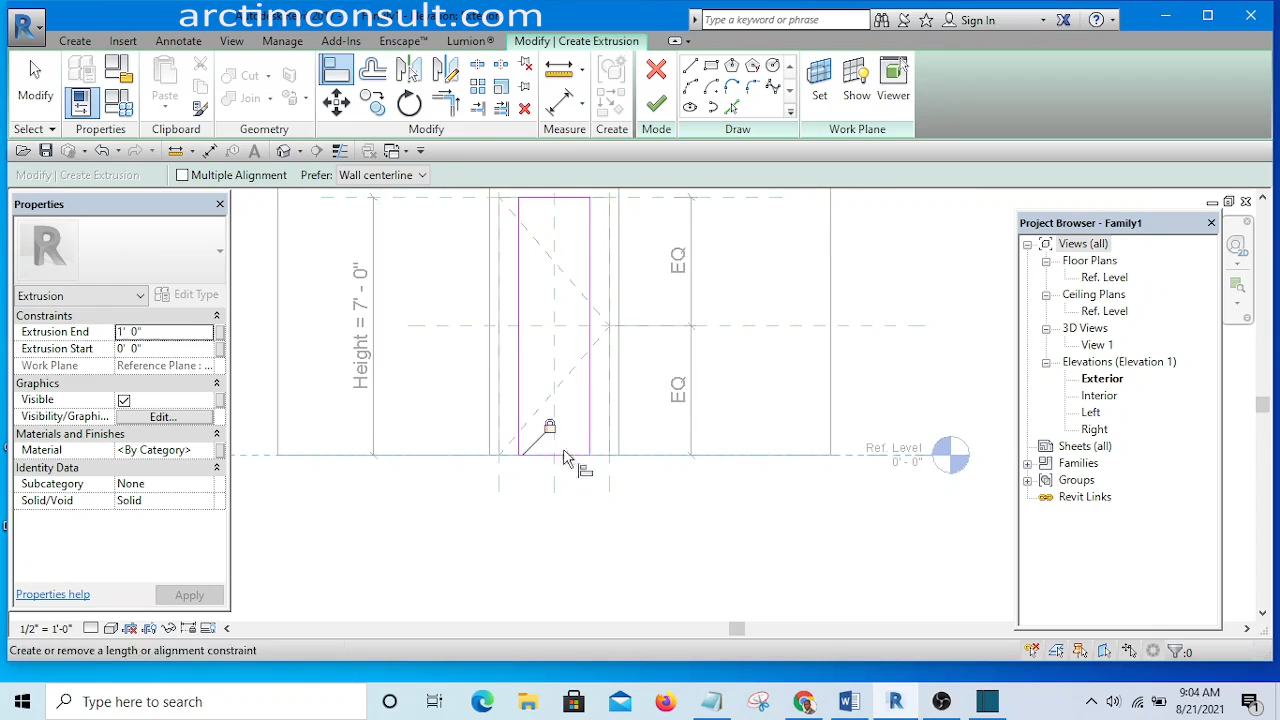 arctimconsult.com
Type a keyword or phrase
Sign In
Create Insert Annotate View Manage Add-Ins Enscape™ Lumion® Modify | Create Extrusion
Modify
Paste
Cut
Join
Set Show Viewer
Select Properties Clipboard Geometry Modify Measure Create Mode Draw Work Plane
Modify | Create Extrusion
Multiple Alignment
Prefer: Wall centerline
Properties
Extrusion
Edit Type
Constraints
Extrusion End 1' 0"
Extrusion Start 0' 0"
Work Plane Reference Plane : ...
Graphics
Visible
Visibility/Graphi... Edit...
Materials and Finishes
Material <By Category>
Identity Data
Subcategory None
Solid/Void Solid
Properties help
Apply
Height = 7' - 0"
EQ
EQ
Ref. Level
0' - 0"
Project Browser - Family1
Views (all)
Floor Plans
Ref. Level
Ceiling Plans
Ref. Level
3D Views
View 1
Elevations (Elevation 1)
Exterior
Interior
Left
Right
Sheets (all)
Families
Groups
Revit Links
2D
1/2" = 1'-0"
Create or remove a length or alignment constraint
:0
Type here to search
9:04 AM
8/21/2021